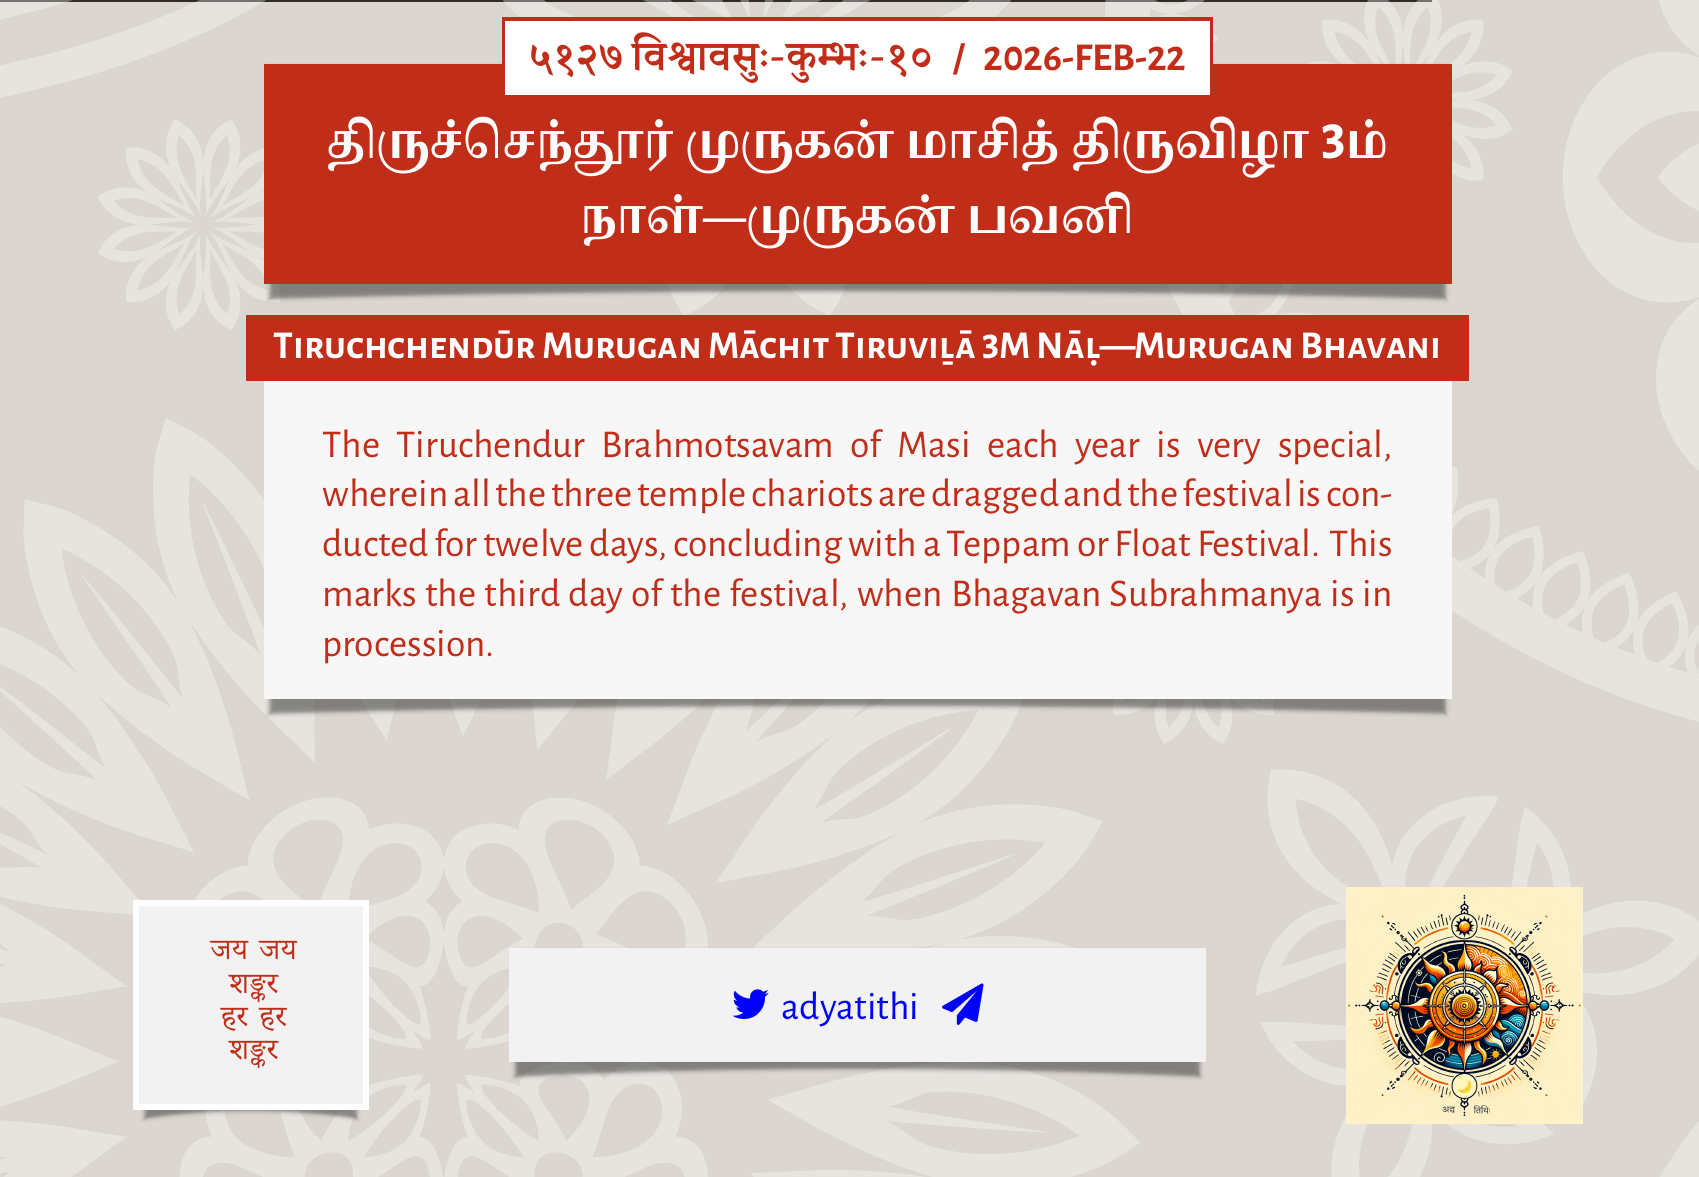 ५१२७ विश्वावसुः-कुम्भः-१० / 2026-FEB-22
திருச்செந்தூர் முருகன் மாசித் திருவிழா 3ம்
நாள்—முருகன் பவனி
Tiruchchendūr Murugan Māchit Tiruviḻā 3m Nāḷ—Murugan Bhavani
The Tiruchendur Brahmotsavam of Masi each year is very special,
wherein all the three temple chariots are dragged and the festival is con-
ducted for twelve days, concluding with a Teppam or Float Festival. This
marks the third day of the festival, when Bhagavan Subrahmanya is in
procession.
जय जय
शङ्कर
हर हर
शङ्कर
adyatithi
अद्य तिथिः